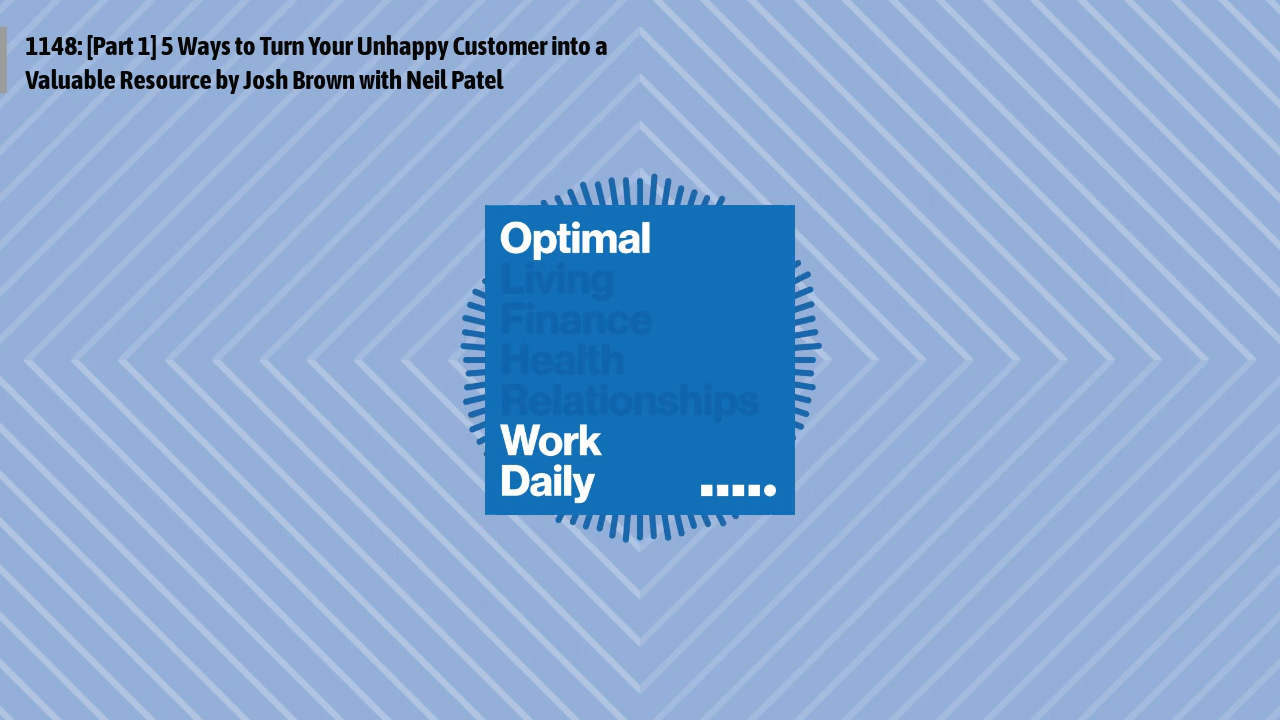 1148: [Part 1] 5 Ways to Turn Your Unhappy Customer into a
Valuable Resource by Josh Brown with Neil Patel
Optimal
Living
Finance
Health
Relationships
Work
Daily